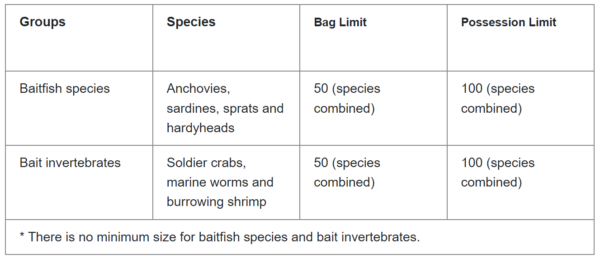 Groups Species Bag Limit Possession Limit
Baitfish species Anchovies, 50 (species 100 (species
sardines, sprats and combined) combined)
hardyheads
Bait invertebrates Soldier crabs, 50 (species 100 (species
marine worms and combined) combined)
burrowing shrimp
* There is no minimum size for baitfish species and bait invertebrates.